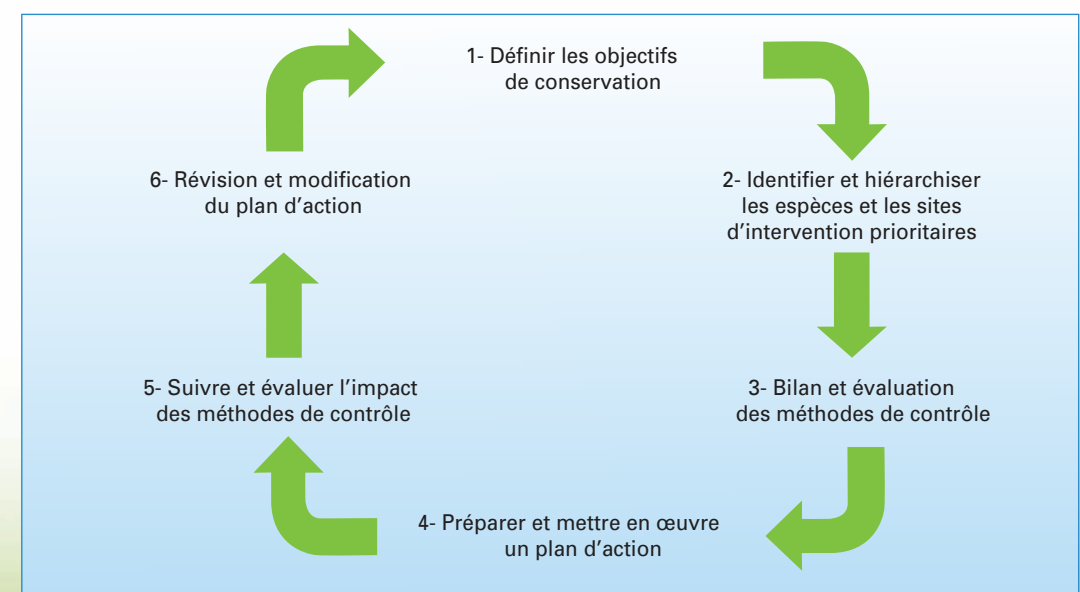 1- Définir les objectifs
de conservation
2- Identifier et hiérarchiser
les espèces et les sites
d'intervention prioritaires
3- Bilan et évaluation
des méthodes de contrôle
4- Préparer et mettre en œuvre
un plan d'action
5- Suivre et évaluer l'impact
des méthodes de contrôle
6- Révision et modification
du plan d'action